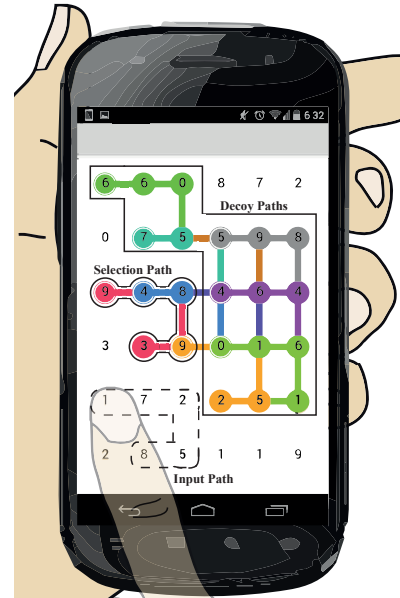 6 32
6 6 0 8 7 2
Decoy Paths
0 7 5 5 9 8
Selection Path
9 4 8 4 6 4
3 3 9 0 1 6
1 7 2 2 5 1
2 8 5 1 1 9
Input Path